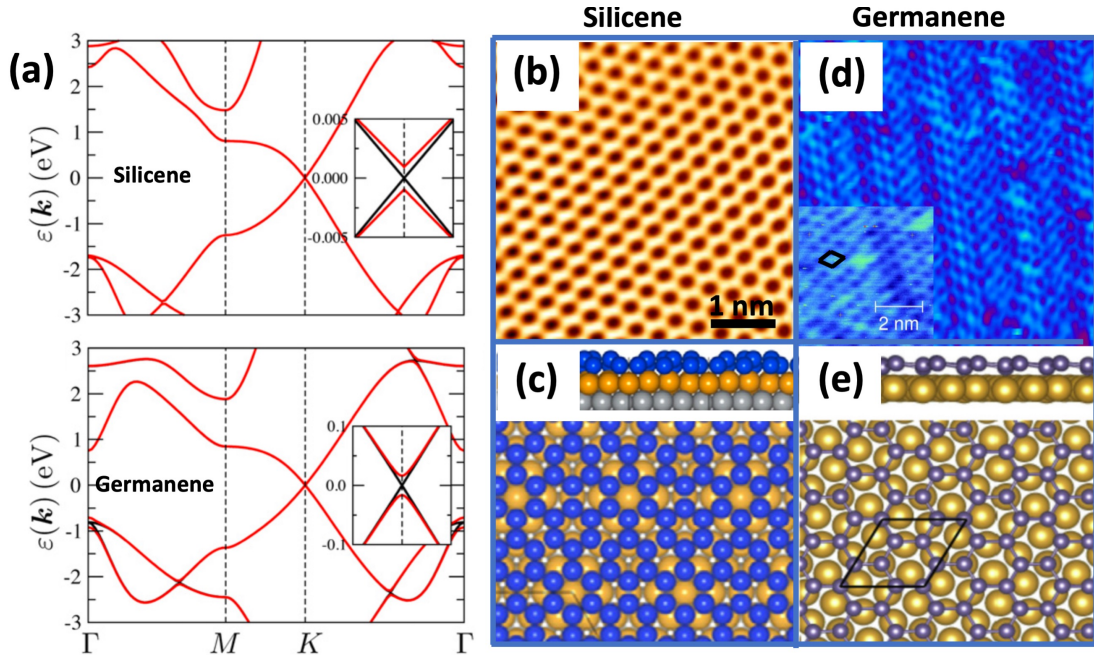 Silicene
Germanene
(a)
3
2
1
0
-1
-2
-3
ε(k) (eV)
Silicene
0.005
0.000
-0.005
3
2
1
0
-1
-2
-3
ε(k) (eV)
Germanene
0.1
0.0
-0.1
Γ M K Γ
(b)
1 nm
(d)
2 nm
(c)
(e)